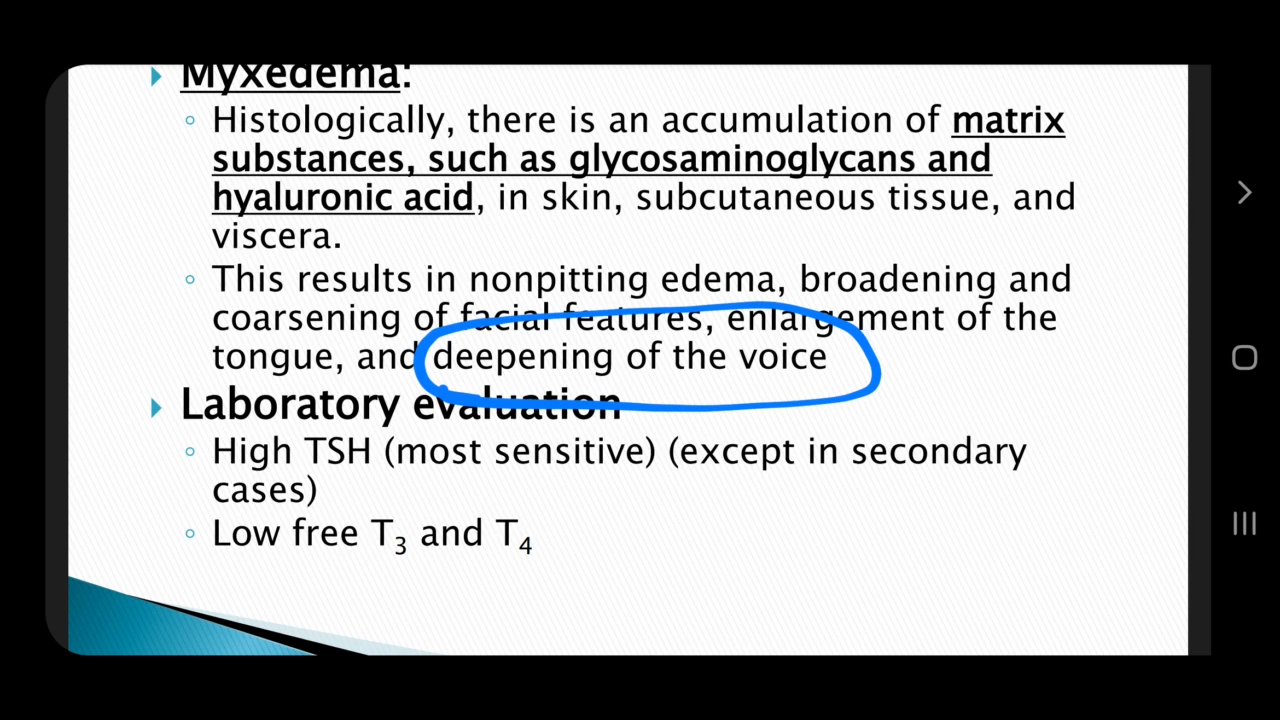 Myxedema:
Histologically, there is an accumulation of matrix
substances, such as glycosaminoglycans and
hyaluronic acid, in skin, subcutaneous tissue, and
viscera.
This results in nonpitting edema, broadening and
coarsening of facial features, enlargement of the
tongue, and deepening of the voice
Laboratory evaluation
High TSH (most sensitive) (except in secondary
cases)
Low free T₃ and T₄